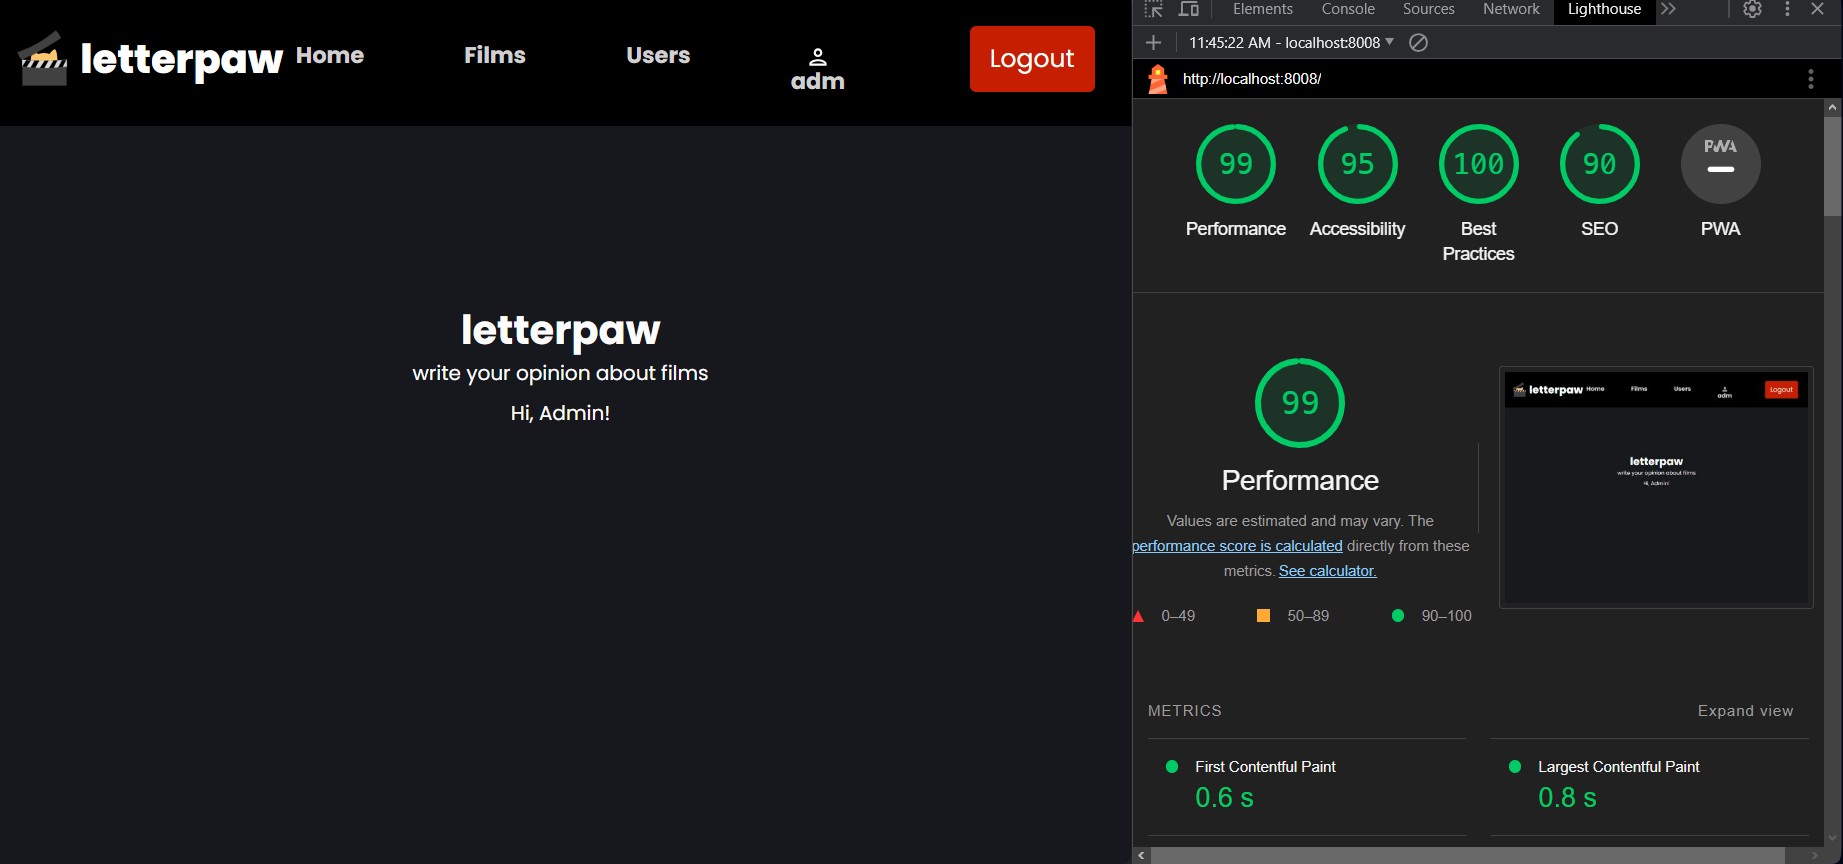 letterpaw
Home
Films
Users
adm
Logout
letterpaw
write your opinion about films
Hi, Admin!
Elements
Console
Sources
Network
Lighthouse
11:45:22 AM - localhost:8008
http://localhost:8008/
99
95
100
90
PWA
Performance
Accessibility
Best
Practices
SEO
PWA
99
Performance
Values are estimated and may vary. The
performance score is calculated directly from these
metrics. See calculator.
0–49
50–89
90–100
letterpaw
Home
Films
Users
adm
Logout
letterpaw
write your opinion about films
Hi, Admin!
METRICS
Expand view
First Contentful Paint
0.6 s
Largest Contentful Paint
0.8 s